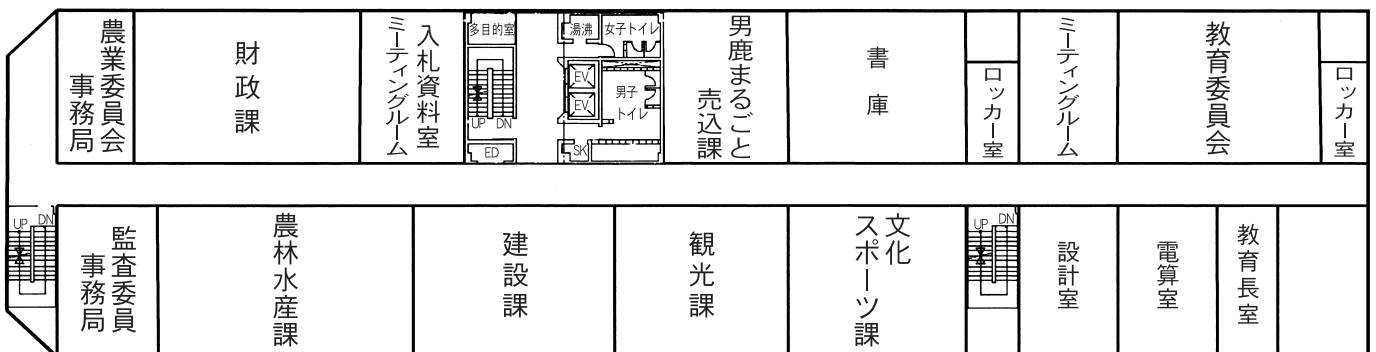 農業委員会
事務局
財政課
入札資料室
ミーティングルーム
多目的室
UP DN
ED
湯沸
女子トイレ
EV
EV
男子
トイレ
SK
男鹿まるごと
売込課
書庫
ロッカー室
ミーティングルーム
教育委員会
ロッカー室
UP DN
監査委員
事務局
農林水産課
建設課
観光課
文化
スポーツ課
UP DN
設計室
電算室
教育長室